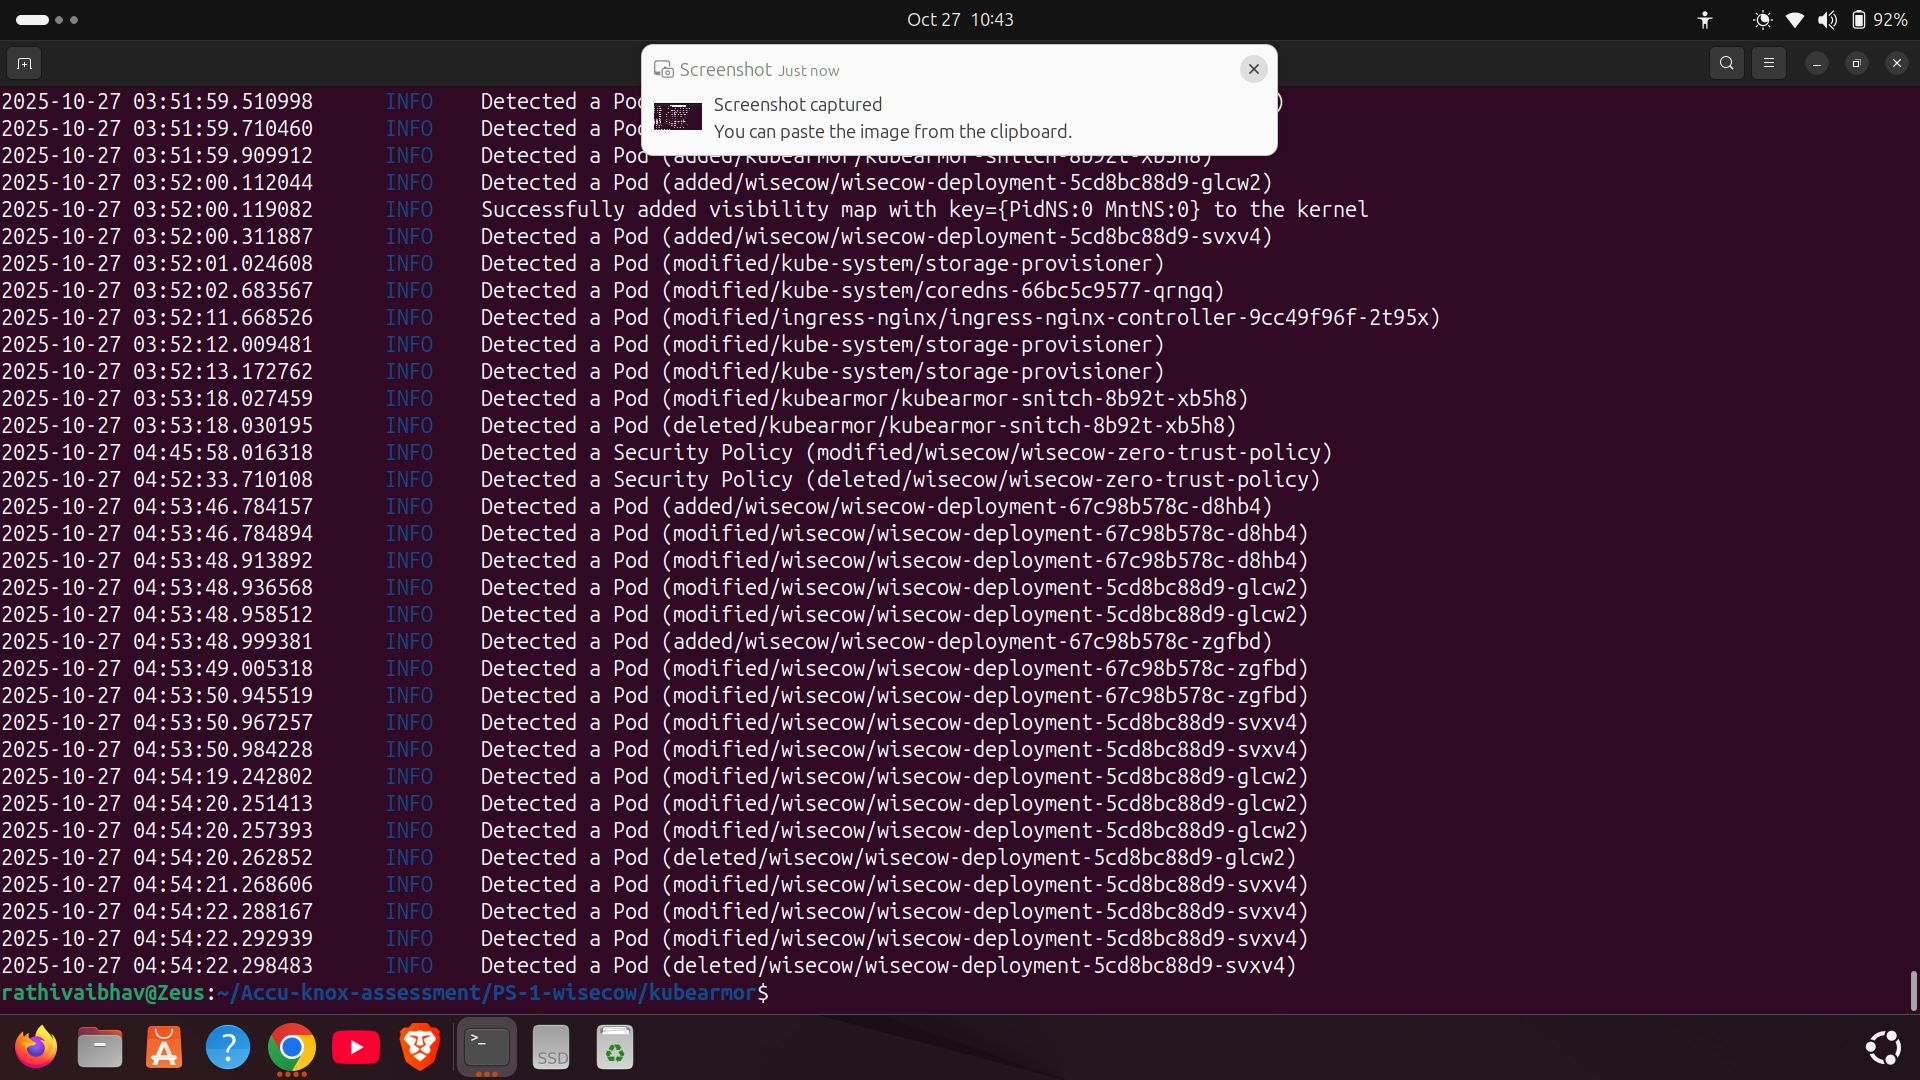 Oct 27 10:43
92%
Screenshot Just now
Screenshot captured
You can paste the image from the clipboard.
2025-10-27 03:51:59.510998 INFO Detected a Pod )
2025-10-27 03:51:59.710460 INFO Detected a Pod
2025-10-27 03:51:59.909912 INFO Detected a Pod (added/kubearmor/kubearmor-snitch-8b92t-xb5h8)
2025-10-27 03:52:00.112044 INFO Detected a Pod (added/wisecow/wisecow-deployment-5cd8bc88d9-glcw2)
2025-10-27 03:52:00.119082 INFO Successfully added visibility map with key={PidNS:0 MntNS:0} to the kernel
2025-10-27 03:52:00.311887 INFO Detected a Pod (added/wisecow/wisecow-deployment-5cd8bc88d9-svxv4)
2025-10-27 03:52:01.024608 INFO Detected a Pod (modified/kube-system/storage-provisioner)
2025-10-27 03:52:02.683567 INFO Detected a Pod (modified/kube-system/coredns-66bc5c9577-qrngq)
2025-10-27 03:52:11.668526 INFO Detected a Pod (modified/ingress-nginx/ingress-nginx-controller-9cc49f96f-2t95x)
2025-10-27 03:52:12.009481 INFO Detected a Pod (modified/kube-system/storage-provisioner)
2025-10-27 03:52:13.172762 INFO Detected a Pod (modified/kube-system/storage-provisioner)
2025-10-27 03:53:18.027459 INFO Detected a Pod (modified/kubearmor/kubearmor-snitch-8b92t-xb5h8)
2025-10-27 03:53:18.030195 INFO Detected a Pod (deleted/kubearmor/kubearmor-snitch-8b92t-xb5h8)
2025-10-27 04:45:58.016318 INFO Detected a Security Policy (modified/wisecow/wisecow-zero-trust-policy)
2025-10-27 04:52:33.710108 INFO Detected a Security Policy (deleted/wisecow/wisecow-zero-trust-policy)
2025-10-27 04:53:46.784157 INFO Detected a Pod (added/wisecow/wisecow-deployment-67c98b578c-d8hb4)
2025-10-27 04:53:46.784894 INFO Detected a Pod (modified/wisecow/wisecow-deployment-67c98b578c-d8hb4)
2025-10-27 04:53:48.913892 INFO Detected a Pod (modified/wisecow/wisecow-deployment-67c98b578c-d8hb4)
2025-10-27 04:53:48.936568 INFO Detected a Pod (modified/wisecow/wisecow-deployment-5cd8bc88d9-glcw2)
2025-10-27 04:53:48.958512 INFO Detected a Pod (modified/wisecow/wisecow-deployment-5cd8bc88d9-glcw2)
2025-10-27 04:53:48.999381 INFO Detected a Pod (added/wisecow/wisecow-deployment-67c98b578c-zgfbd)
2025-10-27 04:53:49.005318 INFO Detected a Pod (modified/wisecow/wisecow-deployment-67c98b578c-zgfbd)
2025-10-27 04:53:50.945519 INFO Detected a Pod (modified/wisecow/wisecow-deployment-67c98b578c-zgfbd)
2025-10-27 04:53:50.967257 INFO Detected a Pod (modified/wisecow/wisecow-deployment-5cd8bc88d9-svxv4)
2025-10-27 04:53:50.984228 INFO Detected a Pod (modified/wisecow/wisecow-deployment-5cd8bc88d9-svxv4)
2025-10-27 04:54:19.242802 INFO Detected a Pod (modified/wisecow/wisecow-deployment-5cd8bc88d9-glcw2)
2025-10-27 04:54:20.251413 INFO Detected a Pod (modified/wisecow/wisecow-deployment-5cd8bc88d9-glcw2)
2025-10-27 04:54:20.257393 INFO Detected a Pod (modified/wisecow/wisecow-deployment-5cd8bc88d9-glcw2)
2025-10-27 04:54:20.262852 INFO Detected a Pod (deleted/wisecow/wisecow-deployment-5cd8bc88d9-glcw2)
2025-10-27 04:54:21.268606 INFO Detected a Pod (modified/wisecow/wisecow-deployment-5cd8bc88d9-svxv4)
2025-10-27 04:54:22.288167 INFO Detected a Pod (modified/wisecow/wisecow-deployment-5cd8bc88d9-svxv4)
2025-10-27 04:54:22.292939 INFO Detected a Pod (modified/wisecow/wisecow-deployment-5cd8bc88d9-svxv4)
2025-10-27 04:54:22.298483 INFO Detected a Pod (deleted/wisecow/wisecow-deployment-5cd8bc88d9-svxv4)
rathivaibhav@Zeus:~/Accu-knox-assessment/PS-1-wisecow/kubearmor$
SSD